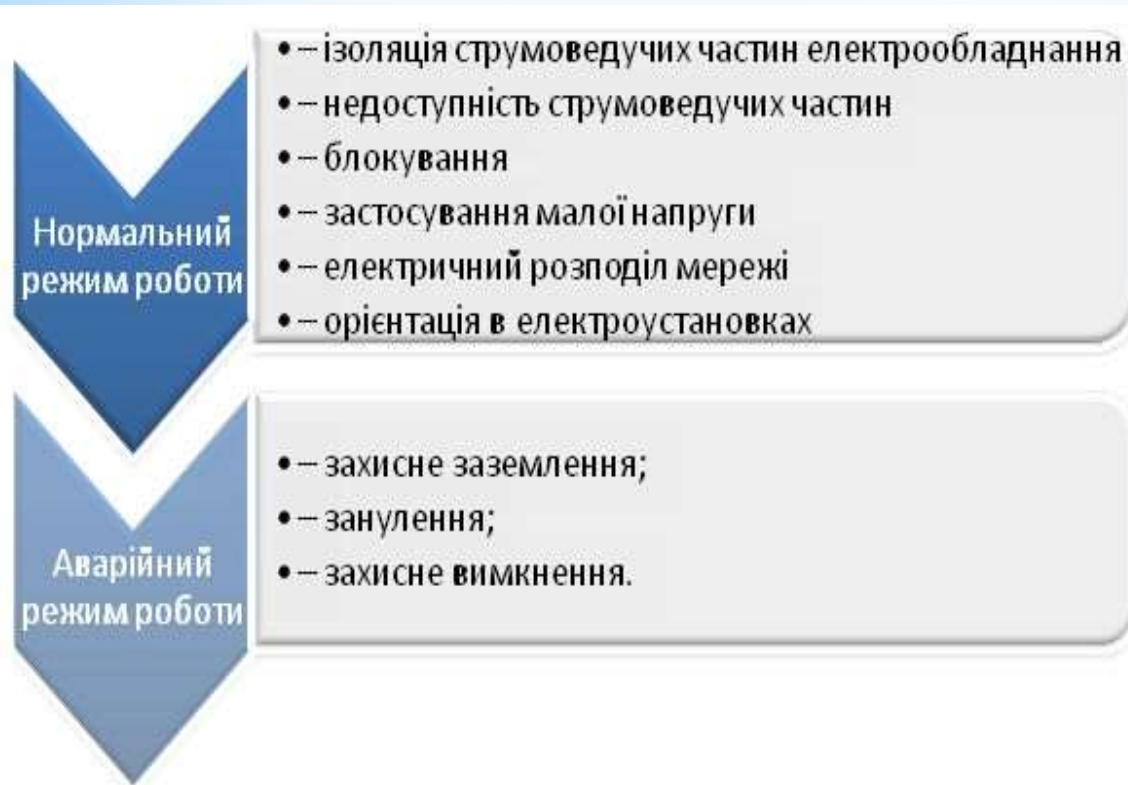 Нормальний
режим роботи
• – ізоляція струмоведучих частин електрообладнання
• – недоступність струмоведучих частин
• – блокування
• – застосування малої напруги
• – електричний розподіл мережі
• – орієнтація в електроустановках
Аварійний
режим роботи
• – захисне заземлення;
• – занулення;
• – захисне вимкнення.